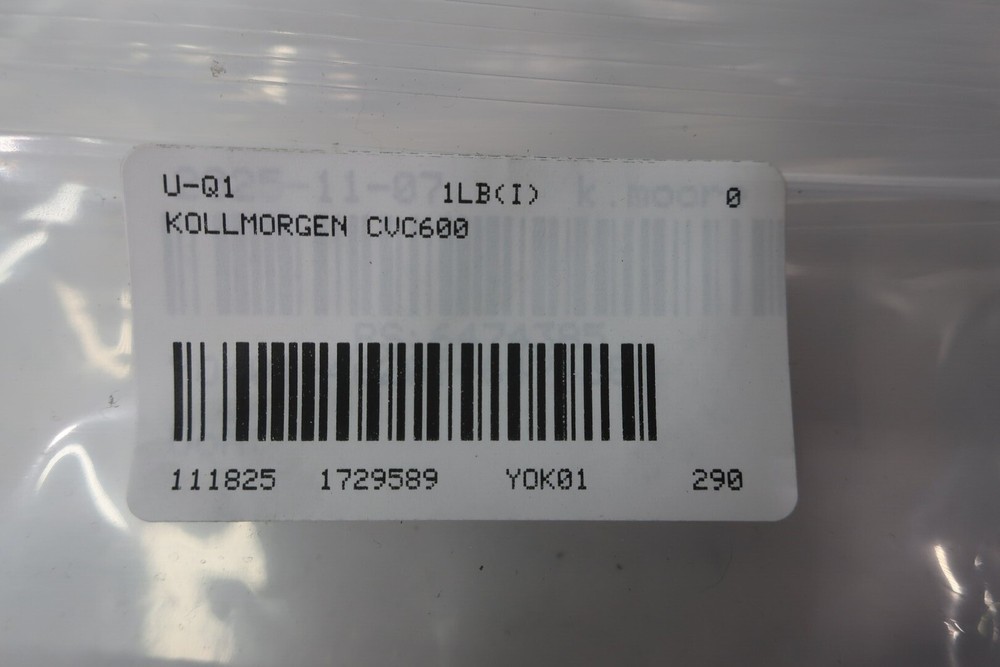 U-Q1 1LB(I) 0
KOLLMORGEN CVC600
111825 1729589 YOK01 290